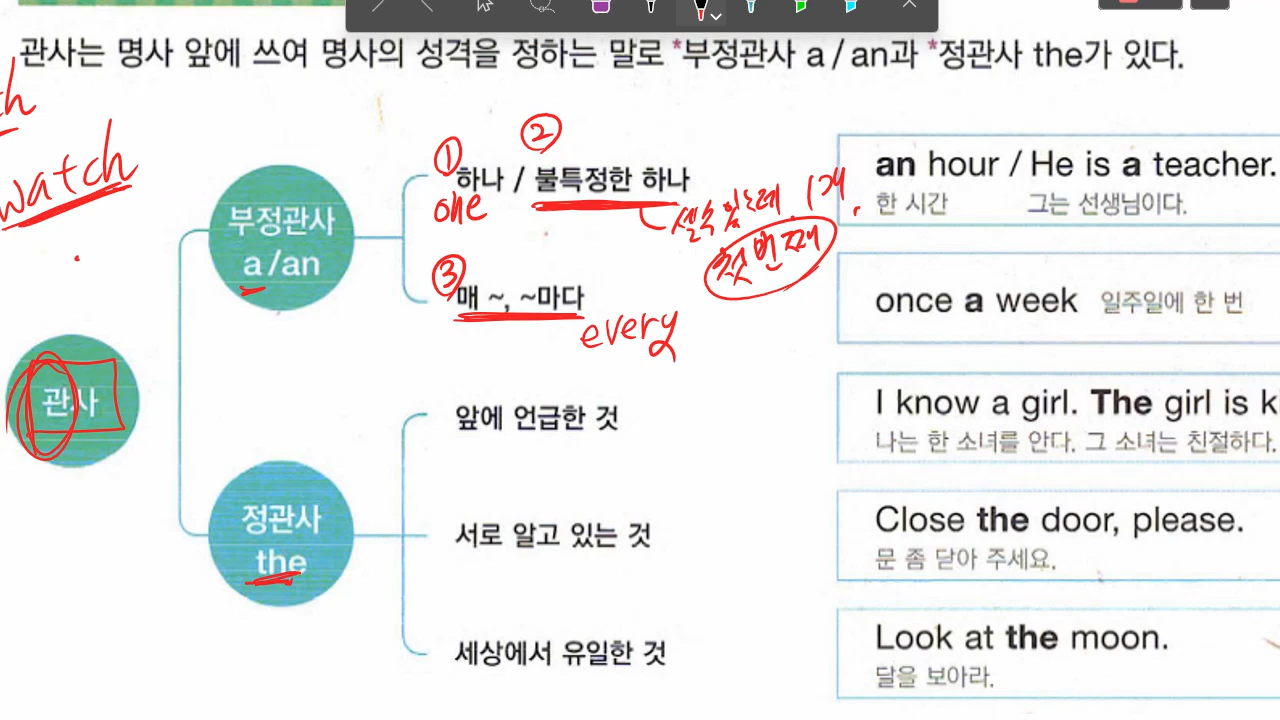 관사는 명사 앞에 쓰여 명사의 성격을 정하는 말로 *부정관사 a / an과 *정관사 the가 있다.
watch
관사
부정관사
a/an
① 하나 / ② 불특정한 하나
one
셀 수 있는데, 1개.
첫번째
an hour / He is a teacher.
한 시간 그는 선생님이다.
③ 매 ~, ~마다
every
once a week 일주일에 한 번
정관사
the
앞에 언급한 것
I know a girl. The girl is k
나는 한 소녀를 안다. 그 소녀는 친절하다.
서로 알고 있는 것
Close the door, please.
문 좀 닫아 주세요.
세상에서 유일한 것
Look at the moon.
달을 보아라.